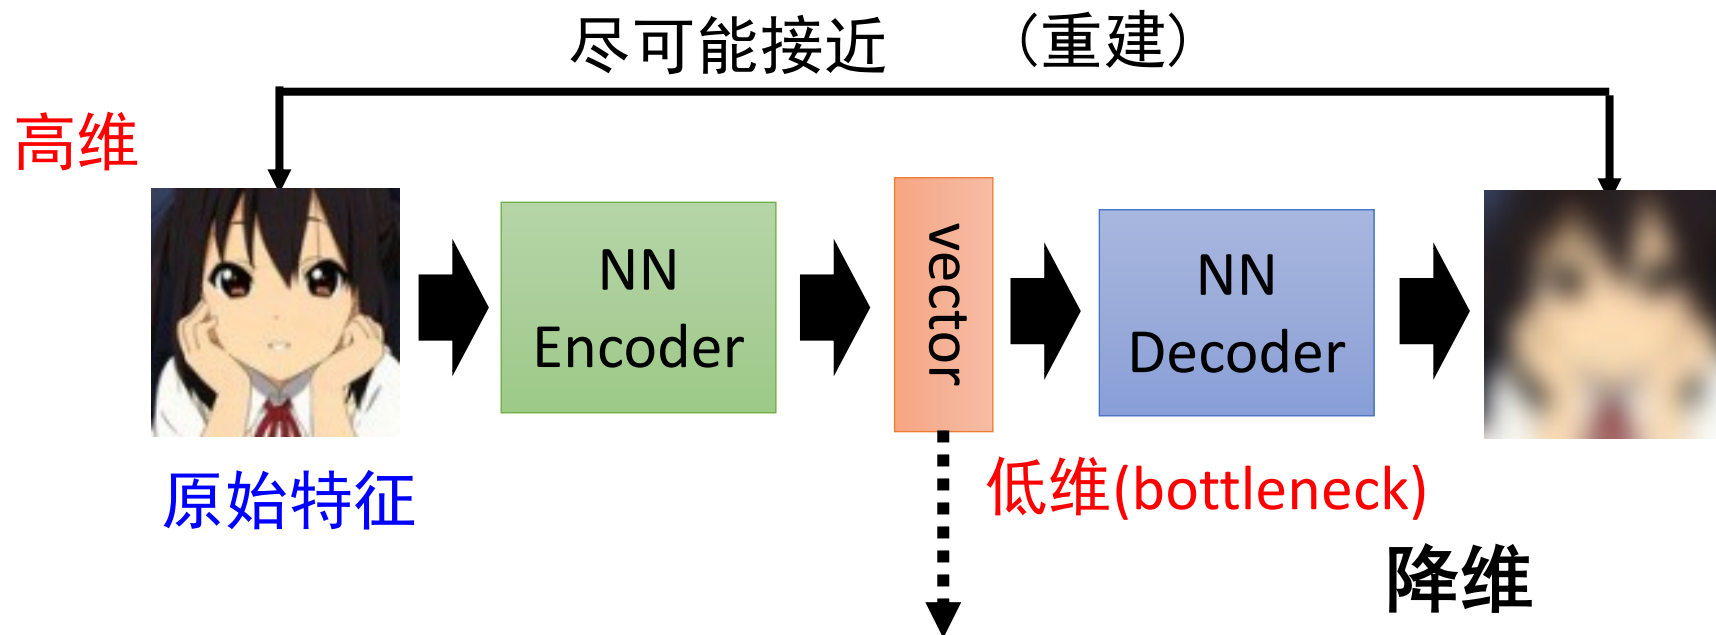 尽可能接近 （重建）
高维
NN
Encoder
vector
NN
Decoder
原始特征
低维(bottleneck)
降维